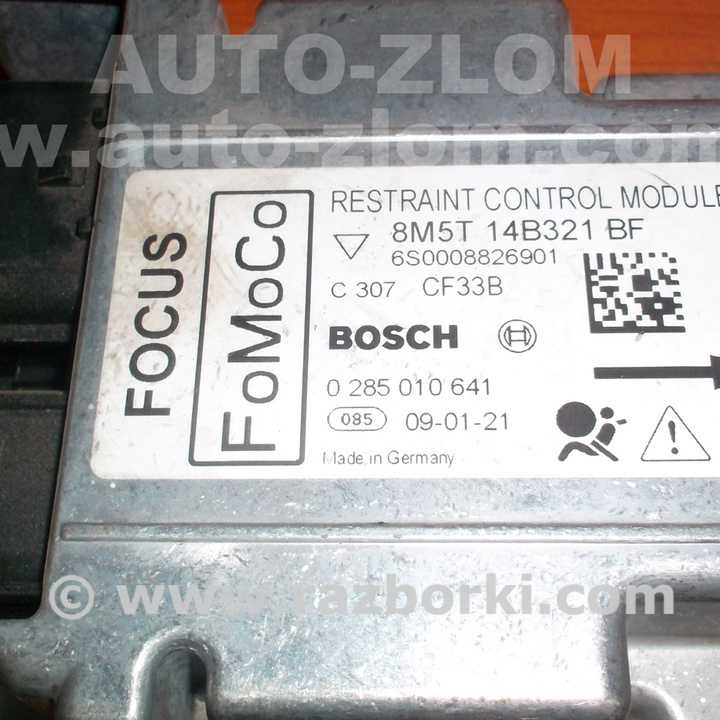 AUTO-ZLOM
www.auto-zlom.com
FOCUS
FoMoCo
RESTRAINT CONTROL MODULE
8M5T 14B321 BF
6S0008826901
C 307 CF33B
BOSCH
0 285 010 641
085 09-01-21
Made in Germany
© www.razborki.com